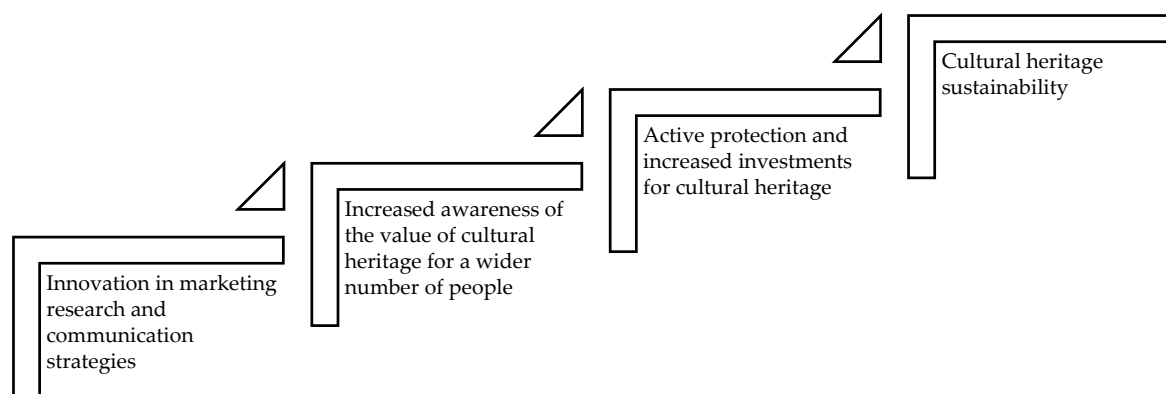 Innovation in marketing
research and
communication
strategies
Increased awareness of
the value of cultural
heritage for a wider
number of people
Active protection and
increased investments
for cultural heritage
Cultural heritage
sustainability